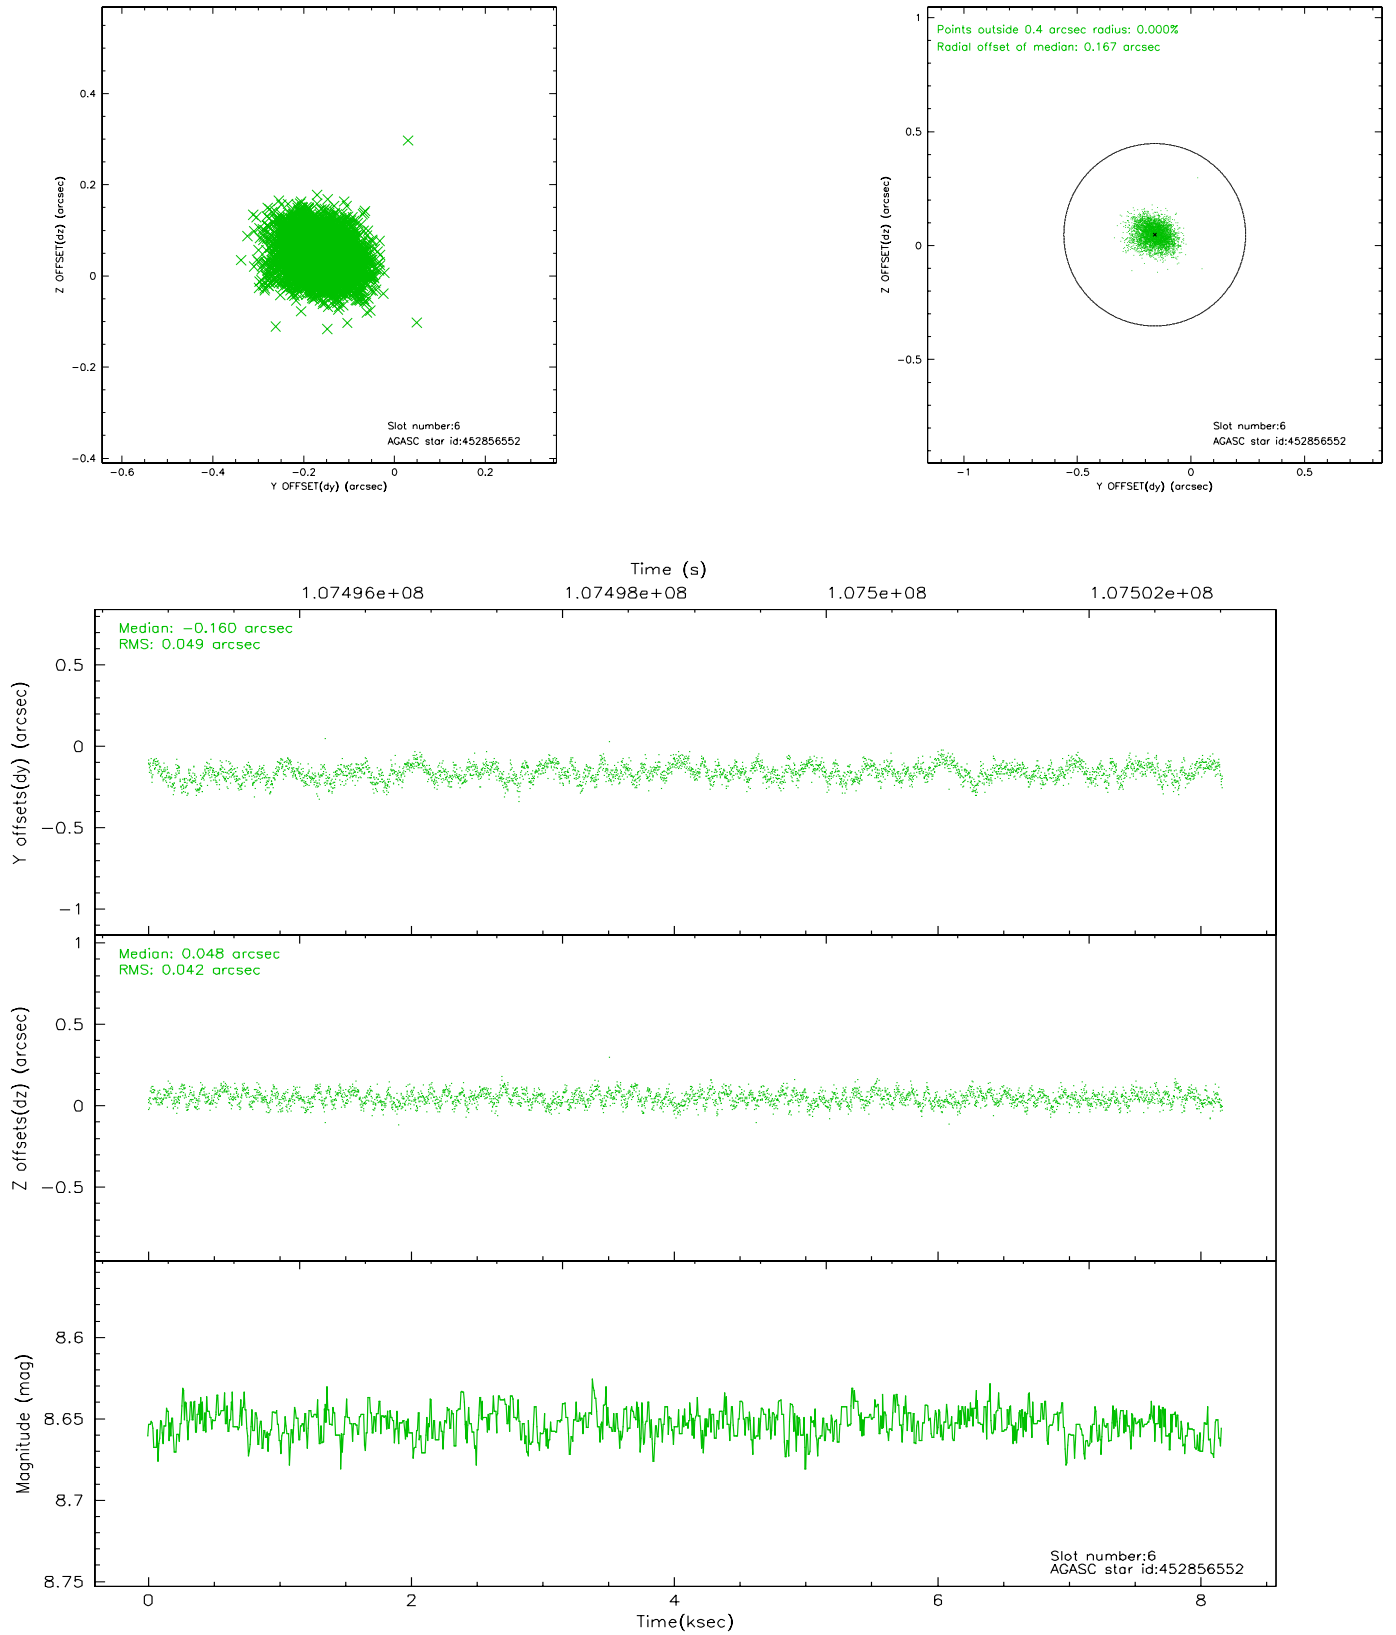 0.4
0.2
0
−0.2
−0.4
Z OFFSET(dz) (arcsec)
Slot number:6
AGASC star id:452856552
−0.6
−0.4
−0.2
0
0.2
Y OFFSET(dy) (arcsec)
1
0.5
0
−0.5
Z OFFSET(dz) (arcsec)
Points outside 0.4 arcsec radius: 0.000%
Radial offset of median: 0.167 arcsec
Slot number:6
AGASC star id:452856552
−1
−0.5
0
0.5
Y OFFSET(dy) (arcsec)
Time (s)
1.07496e+08
1.07498e+08
1.075e+08
1.07502e+08
Median: −0.160 arcsec
RMS: 0.049 arcsec
0.5
0
−0.5
−1
Y offsets(dy) (arcsec)
Median: 0.048 arcsec
RMS: 0.042 arcsec
1
0.5
0
−0.5
Z offsets(dz) (arcsec)
8.6
8.65
8.7
8.75
Magnitude (mag)
Slot number:6
AGASC star id:452856552
0
2
4
6
8
Time(ksec)